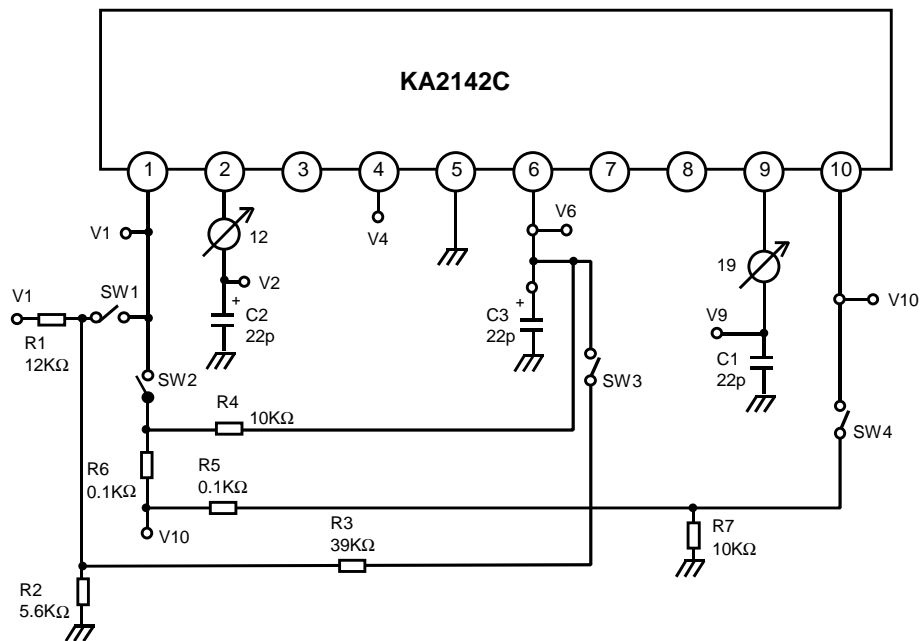 KA2142C
1 2 3 4 5 6 7 8 9 10
V1
12
V4
V6
19
V10
V1
SW1
V2
+
C2
22p
+
C3
22p
V9
C1
22p
R1
12KΩ
SW2
SW3
SW4
R4
10KΩ
R6
0.1KΩ
R5
0.1KΩ
V10
R3
39KΩ
R7
10KΩ
R2
5.6KΩ